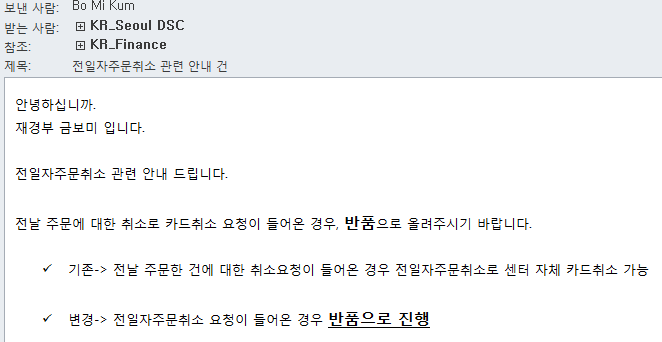 보낸 사람: Bo Mi Kum
받는 사람: KR_Seoul DSC
참조: KR_Finance
제목: 전일자주문취소 관련 안내 건
안녕하십니까.
재경부 금보미 입니다.
전일자주문취소 관련 안내 드립니다.
전날 주문에 대한 취소로 카드취소 요청이 들어온 경우, 반품으로 올려주시기 바랍니다.
✓ 기존-> 전날 주문한 건에 대한 취소요청이 들어온 경우 전일자주문취소로 센터 자체 카드취소 가능
✓ 변경-> 전일자주문취소 요청이 들어온 경우 반품으로 진행